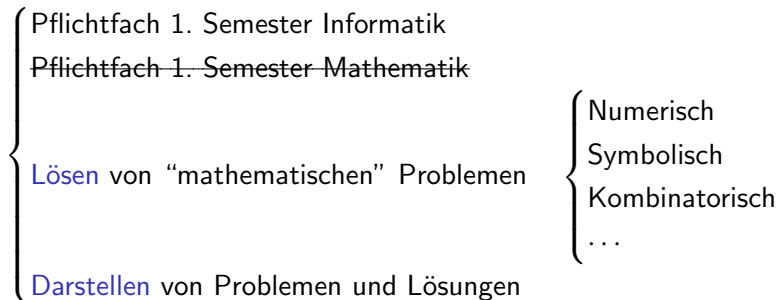 Pflichtfach 1. Semester Informatik
Pflichtfach 1. Semester Mathematik
Lösen von “mathematischen” Problemen
Numerisch
Symbolisch
Kombinatorisch
. . .
Darstellen von Problemen und Lösungen